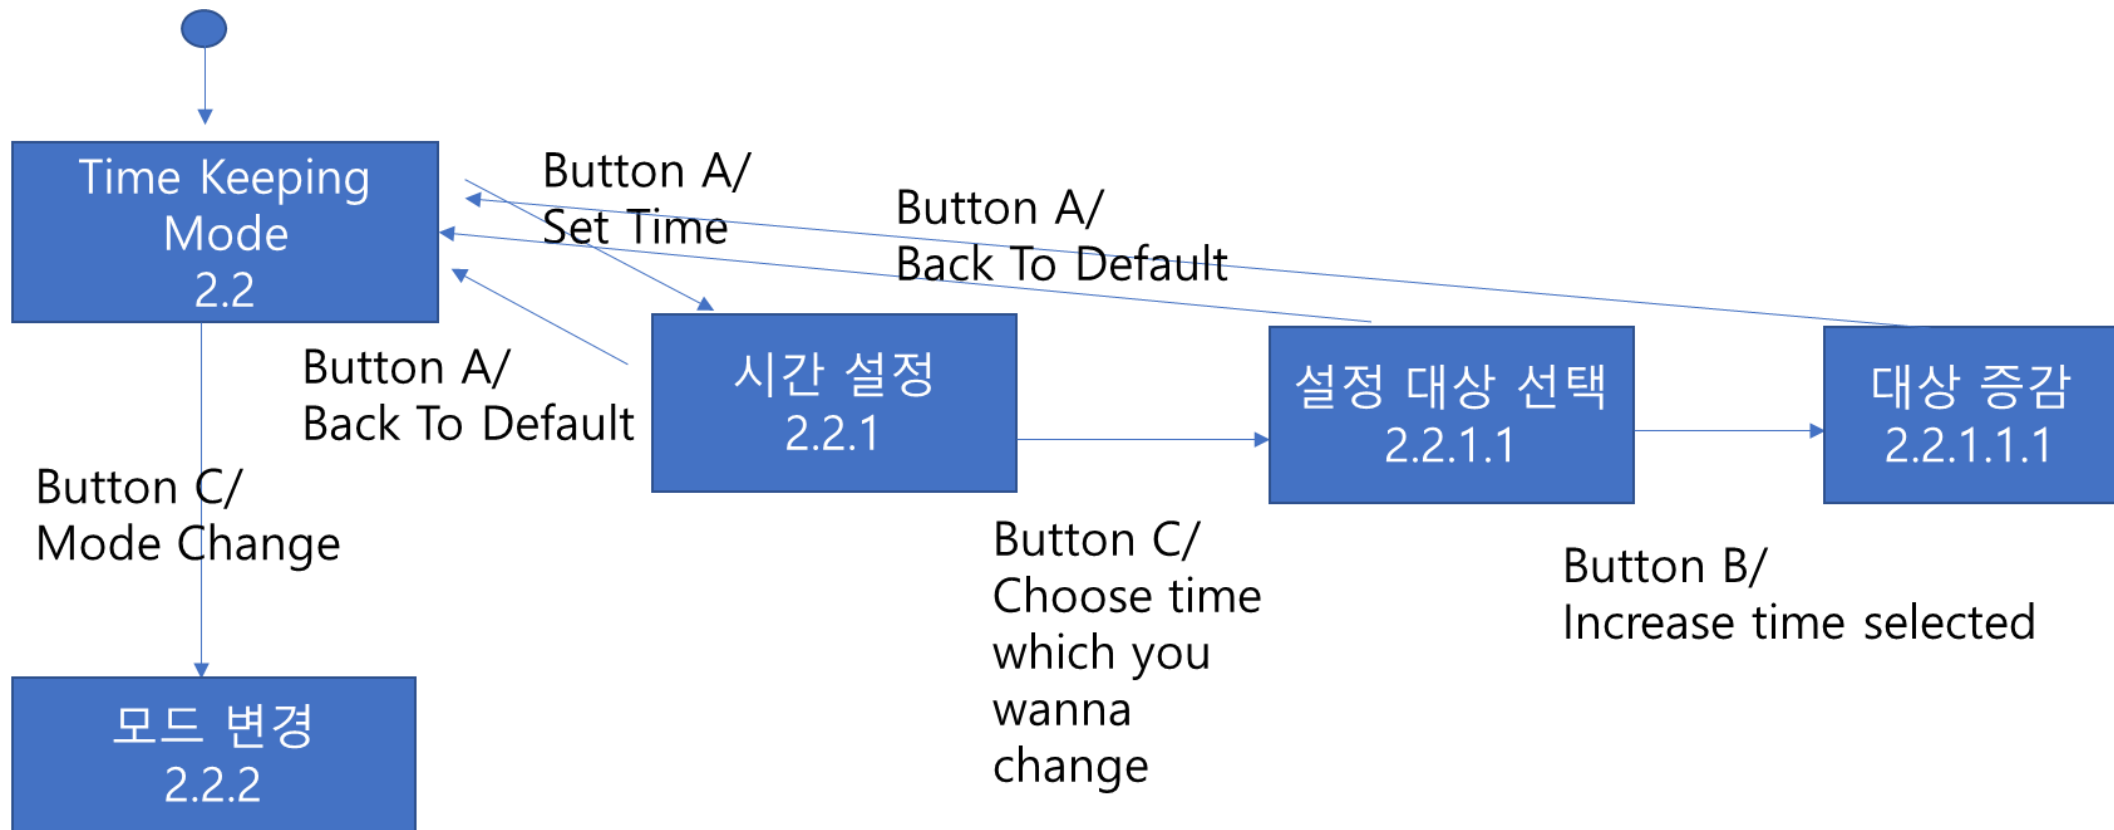 Time Keeping
Mode
2.2
Button A/
Set Time
Button A/
Back To Default
Button A/
Back To Default
시간 설정
2.2.1
설정 대상 선택
2.2.1.1
대상 증감
2.2.1.1.1
Button C/
Mode Change
Button C/
Choose time
which you
wanna
change
Button B/
Increase time selected
모드 변경
2.2.2